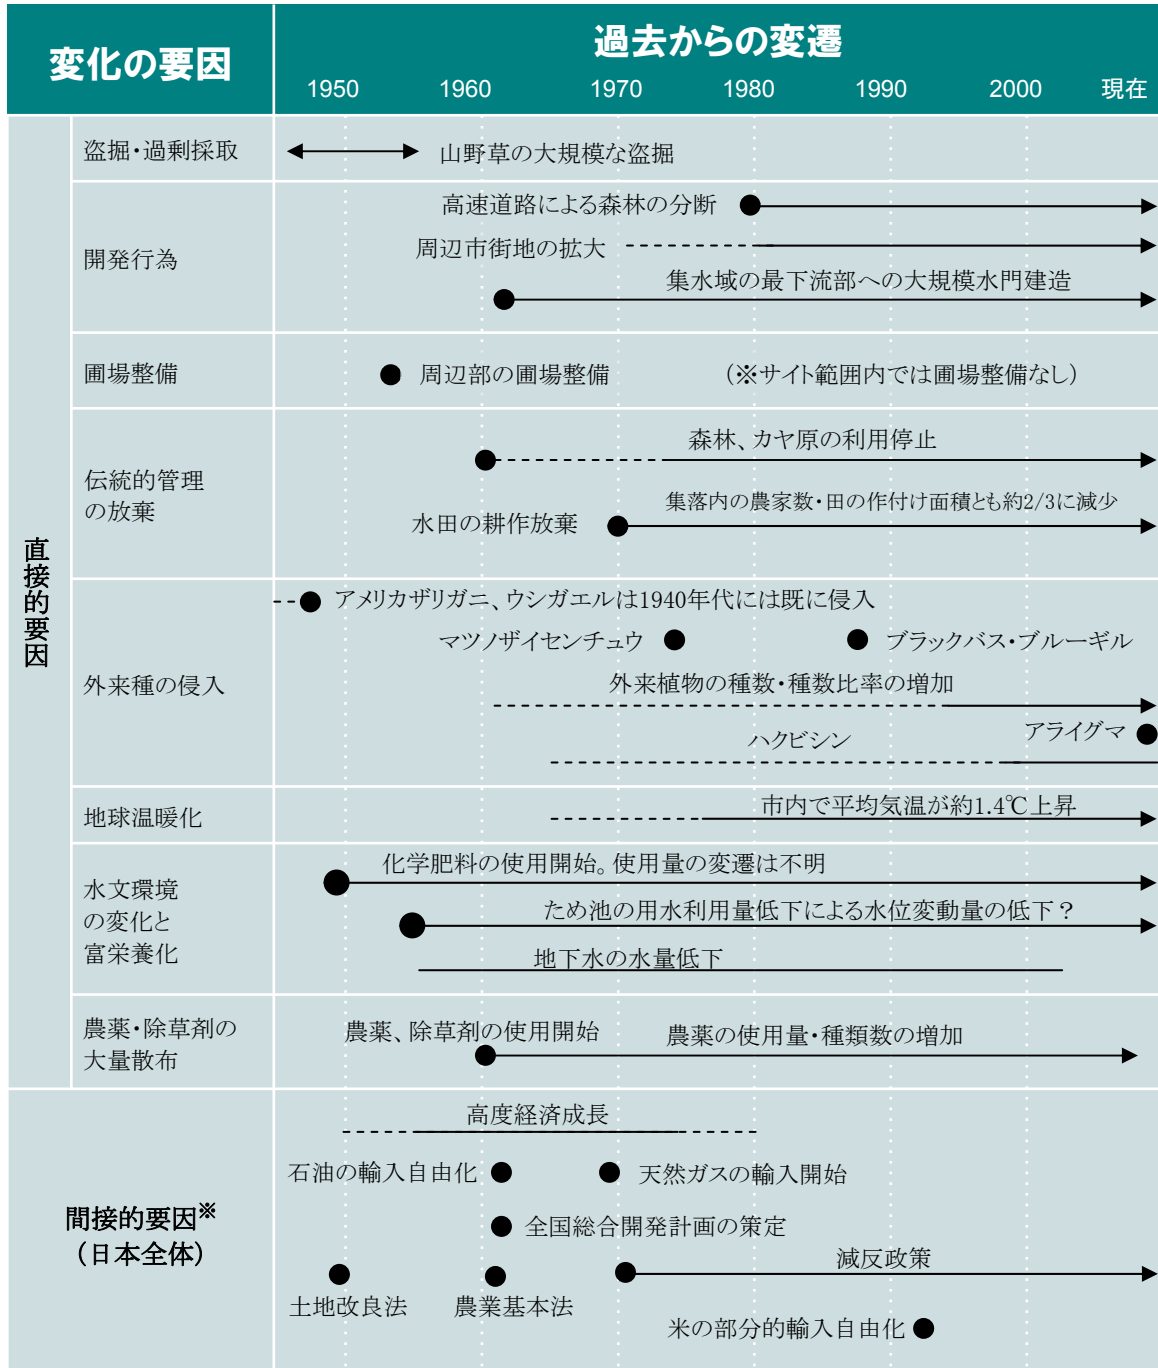 変化の要因
過去からの変遷
1950 1960 1970 1980 1990 2000 現在
直接的要因
盗掘・過剰採取
山野草の大規模な盗掘
開発行為
高速道路による森林の分断
周辺市街地の拡大
集水域の最下流部への大規模水門建造
圃場整備
周辺部の圃場整備 (※サイト範囲内では圃場整備なし)
伝統的管理
の放棄
森林、カヤ原の利用停止
集落内の農家数・田の作付け面積とも約2/3に減少
水田の耕作放棄
外来種の侵入
アメリカザリガニ、ウシガエルは1940年代には既に侵入
マツノザイセンチュウ ブラックバス・ブルーギル
外来植物の種数・種数比率の増加
ハクビシン アライグマ
地球温暖化
市内で平均気温が約1.4℃上昇
水文環境
の変化と
富栄養化
化学肥料の使用開始。使用量の変遷は不明
ため池の用水利用量低下による水位変動量の低下？
地下水の水量低下
農薬・除草剤の
大量散布
農薬、除草剤の使用開始 農薬の使用量・種類数の増加
間接的要因※
(日本全体)
高度経済成長
石油の輸入自由化 天然ガスの輸入開始
全国総合開発計画の策定
減反政策
土地改良法 農業基本法
米の部分的輸入自由化